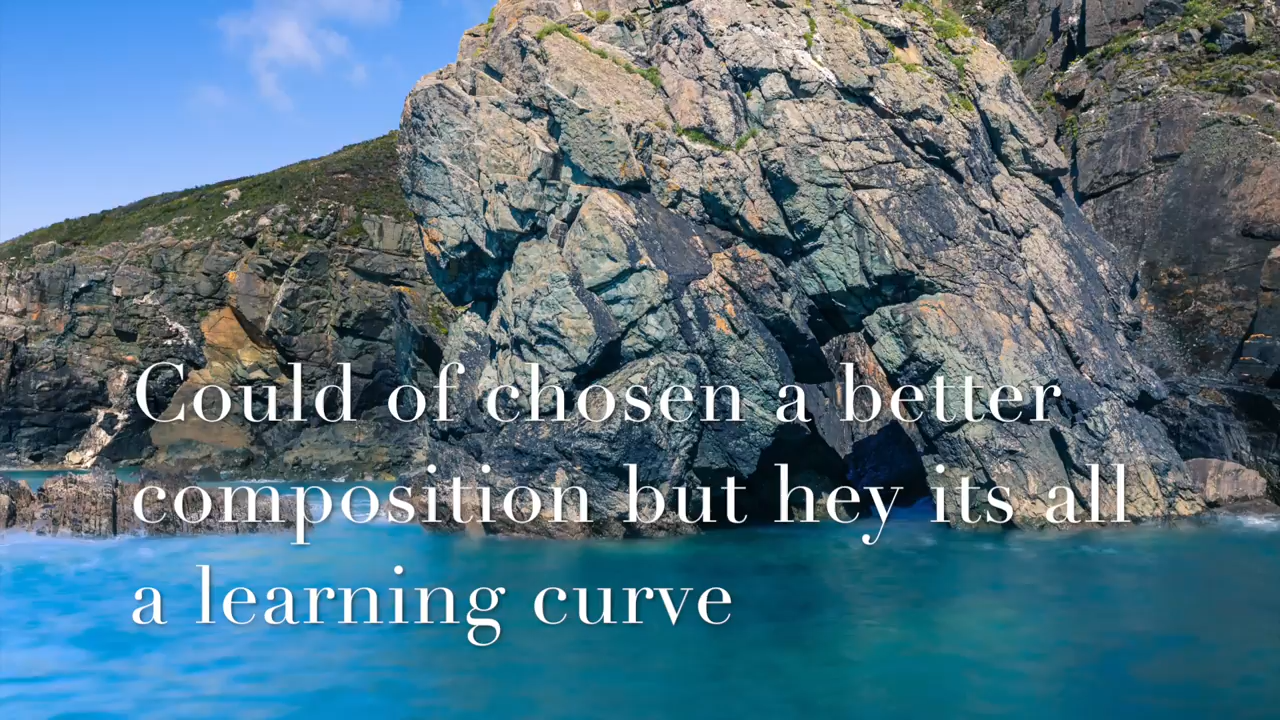 Could of chosen a better
composition but hey its all
a learning curve